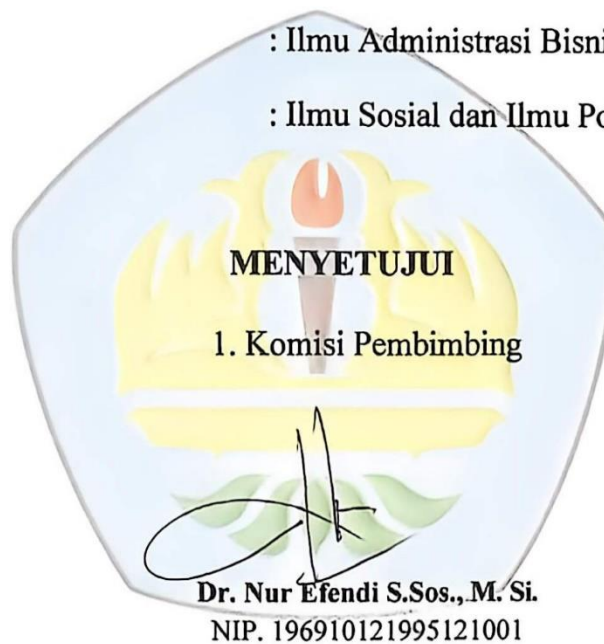 : Ilmu Administrasi Bisni
: Ilmu Sosial dan Ilmu Po
MENYETUJUI
1. Komisi Pembimbing
Dr. Nur Efendi S.Sos., M. Si.
NIP. 196910121995121001